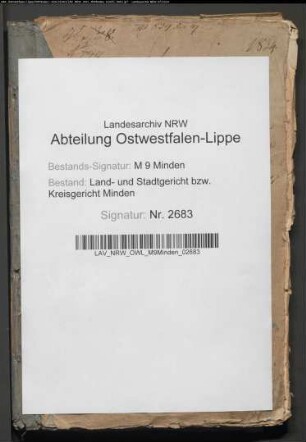 Landesarchiv NRW
Abteilung Ostwestfalen-Lippe
Bestands-Signatur: M 9 Minden
Bestand: Land- und Stadtgericht bzw.
Kreisgericht Minden
Signatur: Nr. 2683
LAV_NRW_OWL_M9Minden_02683